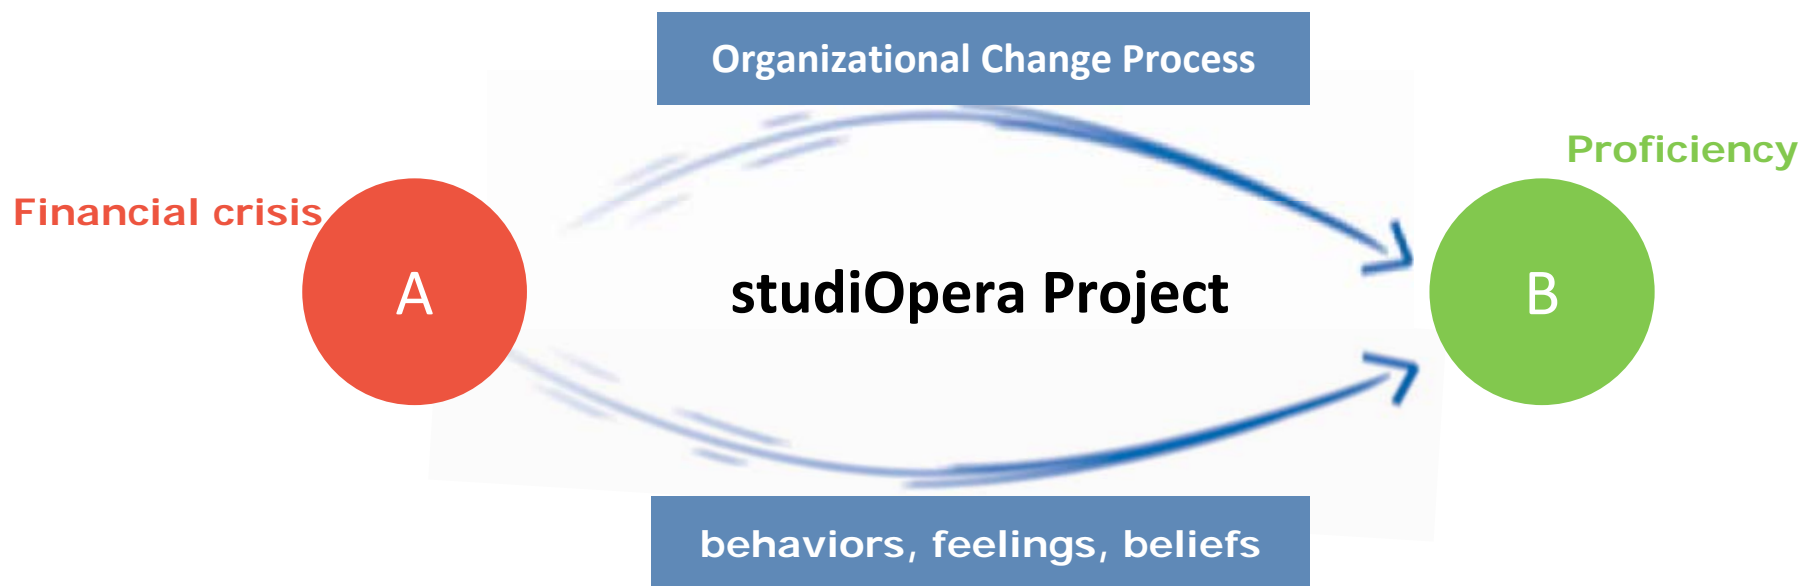 Organizational Change Process
Proficiency
Financial crisis
A
studiOpera Project
B
behaviors, feelings, beliefs